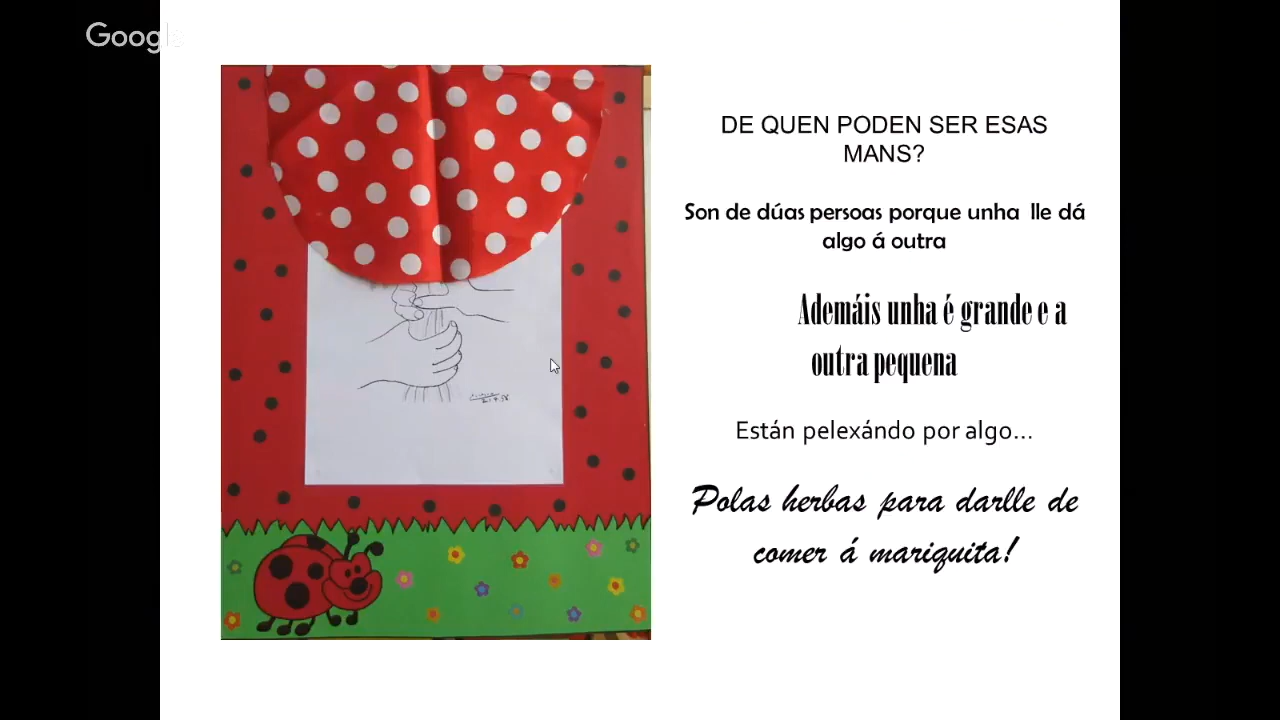 Google
DE QUEN PODEN SER ESAS
MANS?
Son de dúas persoas porque unha lle dá
algo á outra
Ademáis unha é grande e a
outra pequena
Están pelexándo por algo...
Polas herbas para darlle de
comer á mariquita!